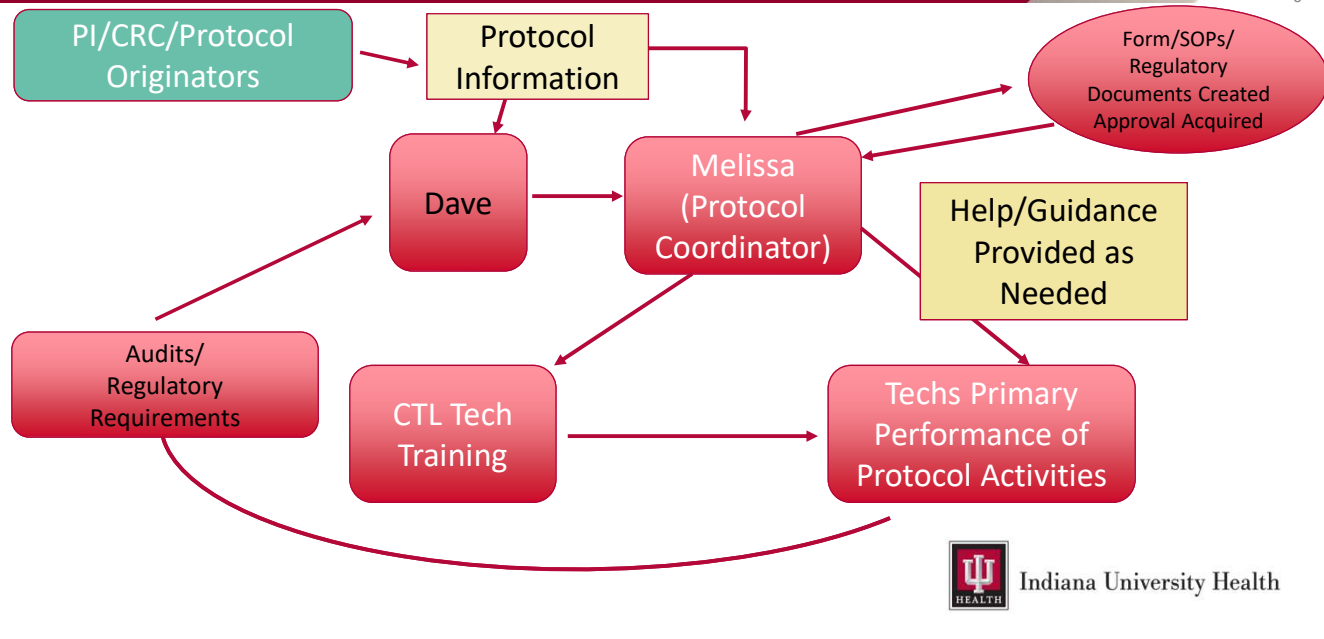 PI/CRC/Protocol
Originators
Protocol
Information
Form/SOPs/
Regulatory
Documents Created
Approval Acquired
Dave
Melissa
(Protocol
Coordinator)
Help/Guidance
Provided as
Needed
Audits/
Regulatory
Requirements
CTL Tech
Training
Techs Primary
Performance of
Protocol Activities
HEALTH
Indiana University Health